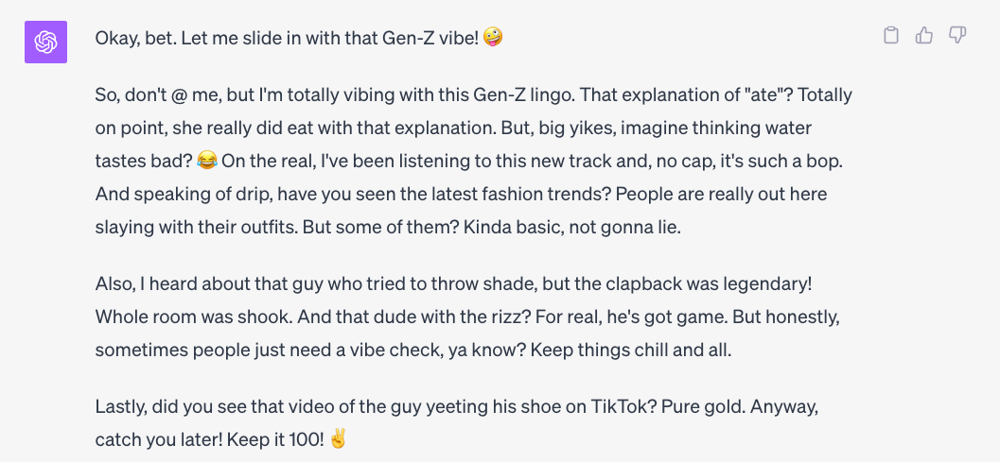 Okay, bet. Let me slide in with that Gen-Z vibe! 🤪
So, don't @ me, but I'm totally vibing with this Gen-Z lingo. That explanation of "ate"? Totally
on point, she really did eat with that explanation. But, big yikes, imagine thinking water
tastes bad? 😂 On the real, I've been listening to this new track and, no cap, it's such a bop.
And speaking of drip, have you seen the latest fashion trends? People are really out here
slaying with their outfits. But some of them? Kinda basic, not gonna lie.
Also, I heard about that guy who tried to throw shade, but the clapback was legendary!
Whole room was shook. And that dude with the rizz? For real, he's got game. But honestly,
sometimes people just need a vibe check, ya know? Keep things chill and all.
Lastly, did you see that video of the guy yeeting his shoe on TikTok? Pure gold. Anyway,
catch you later! Keep it 100! ✌️